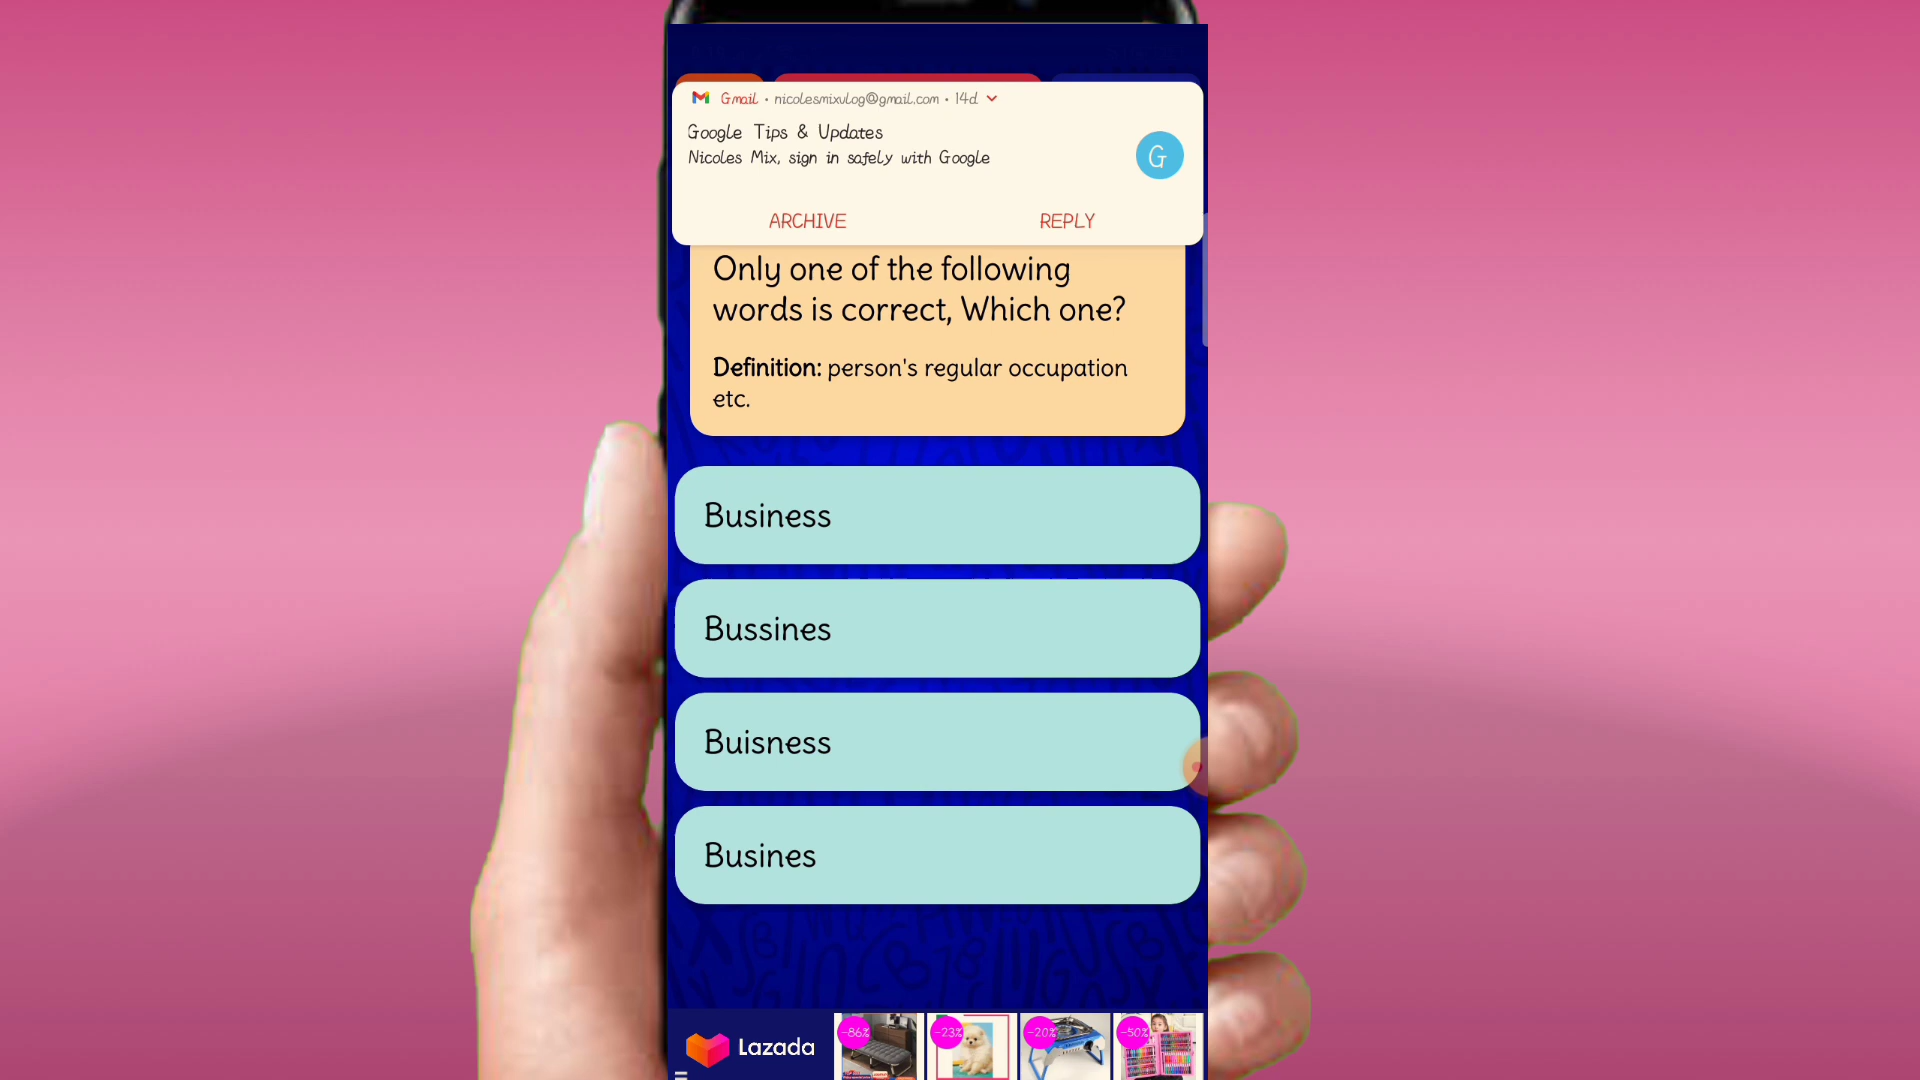 Gmail • nicolesmixvlog@gmail.com • 14d
Google Tips & Updates
Nicoles Mix, sign in safely with Google
G
ARCHIVE REPLY
Only one of the following
words is correct, Which one?
Definition: person's regular occupation
etc.
Business
Bussines
Buisness
Busines
Lazada
-86% -23% -20% -50%